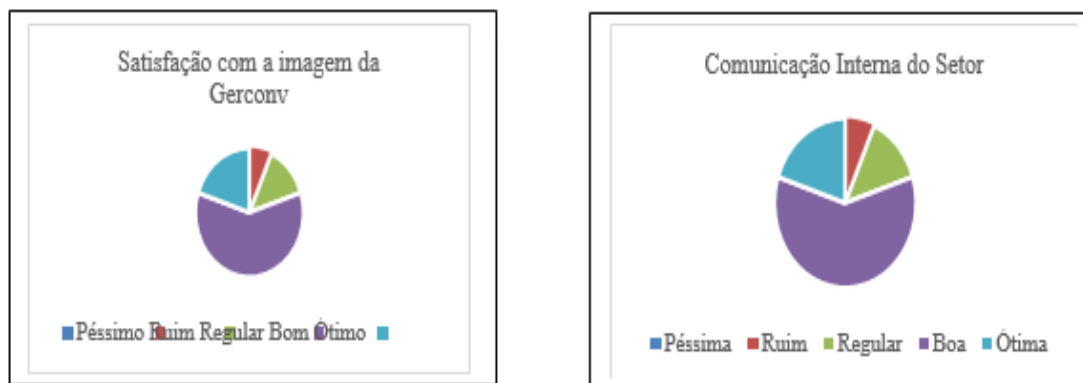 Satisfação com a imagem da
Gerconv
Péssimo Ruim Regular Bom Ótimo
Comunicação Interna do Setor
Péssima Ruim Regular Boa Ótima